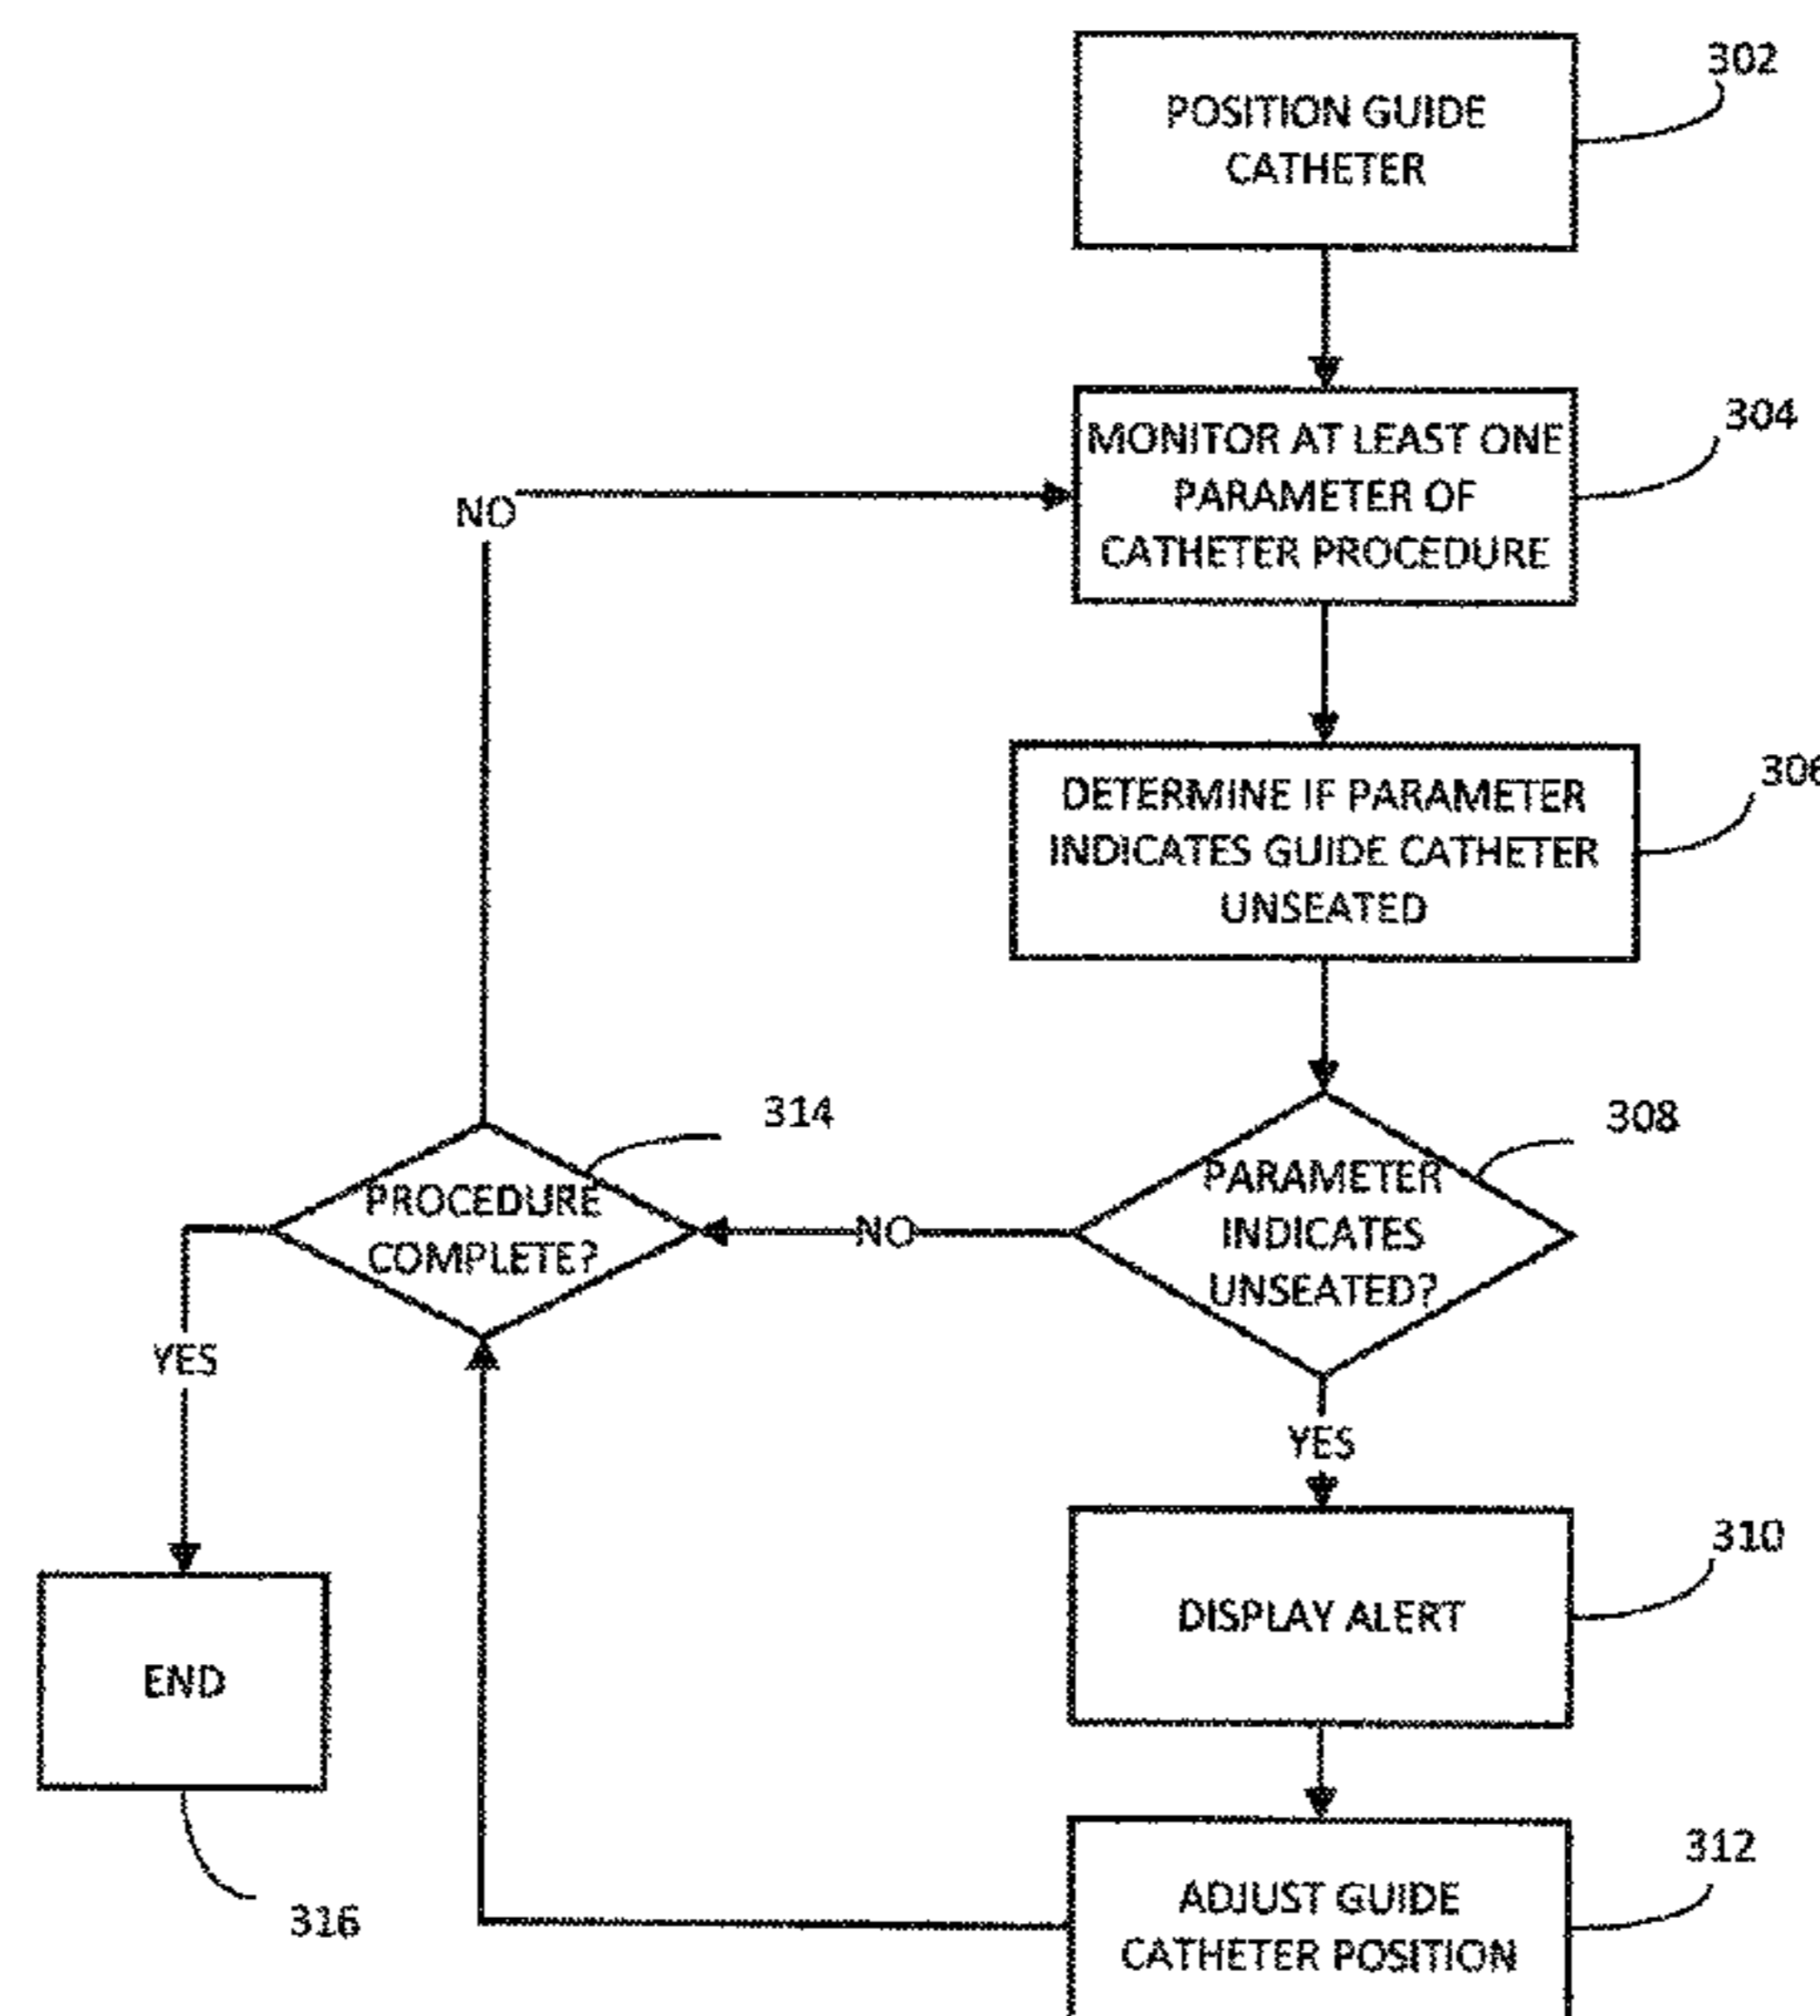 302
POSITION GUIDE
CATHETER
304
MONITOR AT LEAST ONE
PARAMETER OF
CATHETER PROCEDURE
NO
306
DETERMINE IF PARAMETER
INDICATES GUIDE CATHETER
UNSEATED
314
308
PROCEDURE
COMPLETE?
NO
PARAMETER
INDICATES
UNSEATED?
YES
YES
310
DISPLAY ALERT
END
316
312
ADJUST GUIDE
CATHETER POSITION